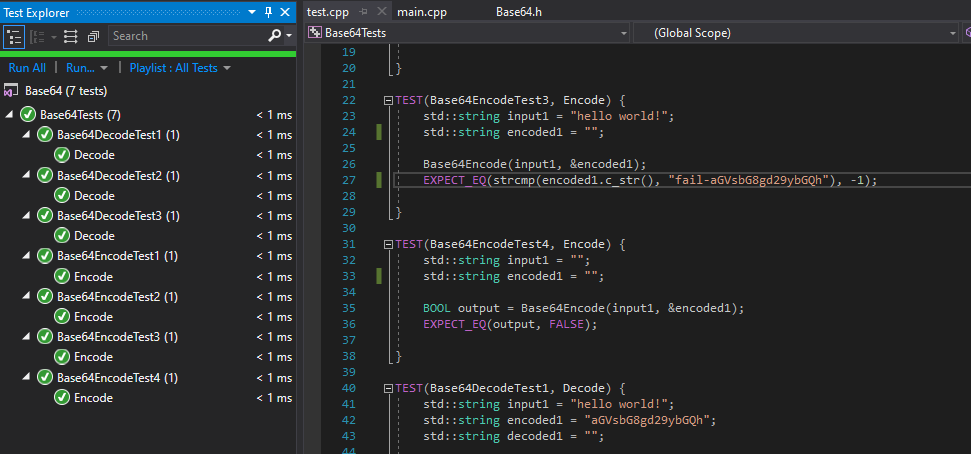 Test Explorer
Search
Run All | Run... | Playlist : All Tests
Base64 (7 tests)
Base64Tests (7) < 1 ms
Base64DecodeTest1 (1) < 1 ms
Decode < 1 ms
Base64DecodeTest2 (1) < 1 ms
Decode < 1 ms
Base64DecodeTest3 (1) < 1 ms
Decode < 1 ms
Base64EncodeTest1 (1) < 1 ms
Encode < 1 ms
Base64EncodeTest2 (1) < 1 ms
Encode < 1 ms
Base64EncodeTest3 (1) < 1 ms
Encode < 1 ms
Base64EncodeTest4 (1) < 1 ms
Encode < 1 ms
test.cpp main.cpp Base64.h
Base64Tests (Global Scope)
19
20 }
21
22 TEST(Base64EncodeTest3, Encode) {
23 std::string input1 = "hello world!";
24 std::string encoded1 = "";
25
26 Base64Encode(input1, &encoded1);
27 EXPECT_EQ(strcmp(encoded1.c_str(), "fail-aGVsbG8gd29ybGQh"), -1);
28
29 }
30
31 TEST(Base64EncodeTest4, Encode) {
32 std::string input1 = "";
33 std::string encoded1 = "";
34
35 BOOL output = Base64Encode(input1, &encoded1);
36 EXPECT_EQ(output, FALSE);
37
38 }
39
40 TEST(Base64DecodeTest1, Decode) {
41 std::string input1 = "hello world!";
42 std::string encoded1 = "aGVsbG8gd29ybGQh";
43 std::string decoded1 = "";